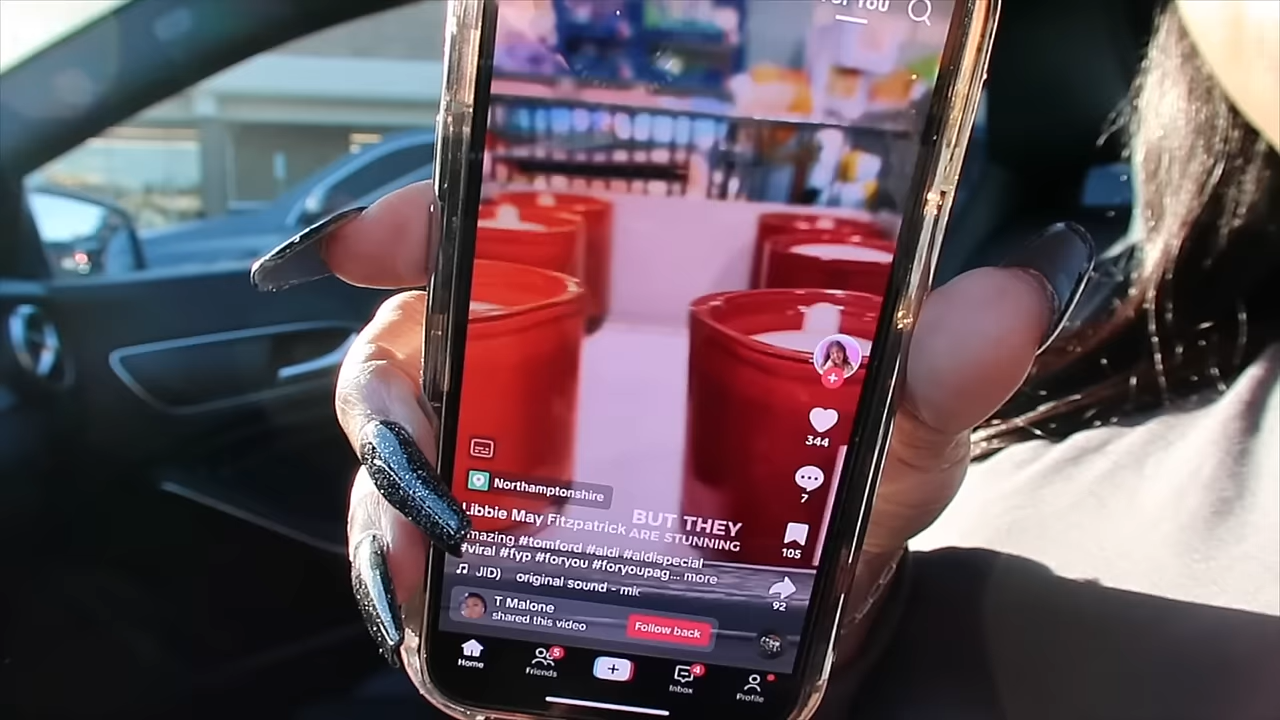 For You
344
7
Northamptonshire
Libbie May Fitzpatrick
BUT THEY
ARE STUNNING
105
mazing #tomford #aldi #aldispecial
#viral #fyp #foryou #foryoupag... more
JID) original sound - mic
92
T Malone
shared this video
Follow back
Home
5
Friends
4
Inbox
Profile